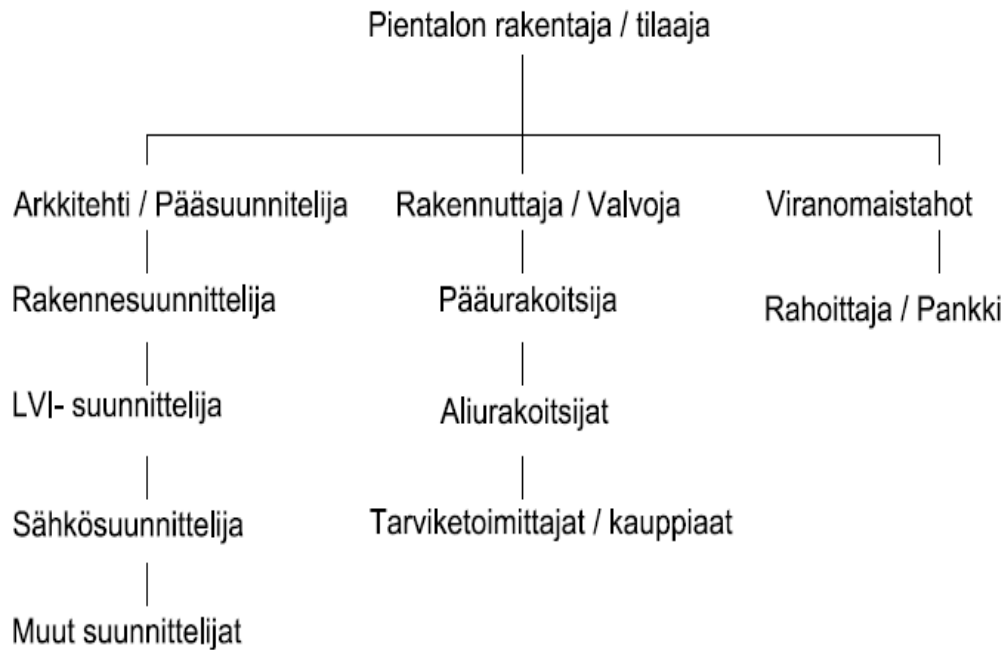 Pientalon rakentaja / tilaaja
Arkkitehti / Pääsuunnitelija
Rakennuttaja / Valvoja
Viranomaistahot
Rakennesuunnittelija
Pääurakoitsija
Rahoittaja / Pankki
LVI- suunnittelija
Aliurakoitsijat
Sähkösuunnittelija
Tarviketoimittajat / kauppiaat
Muut suunnittelijat